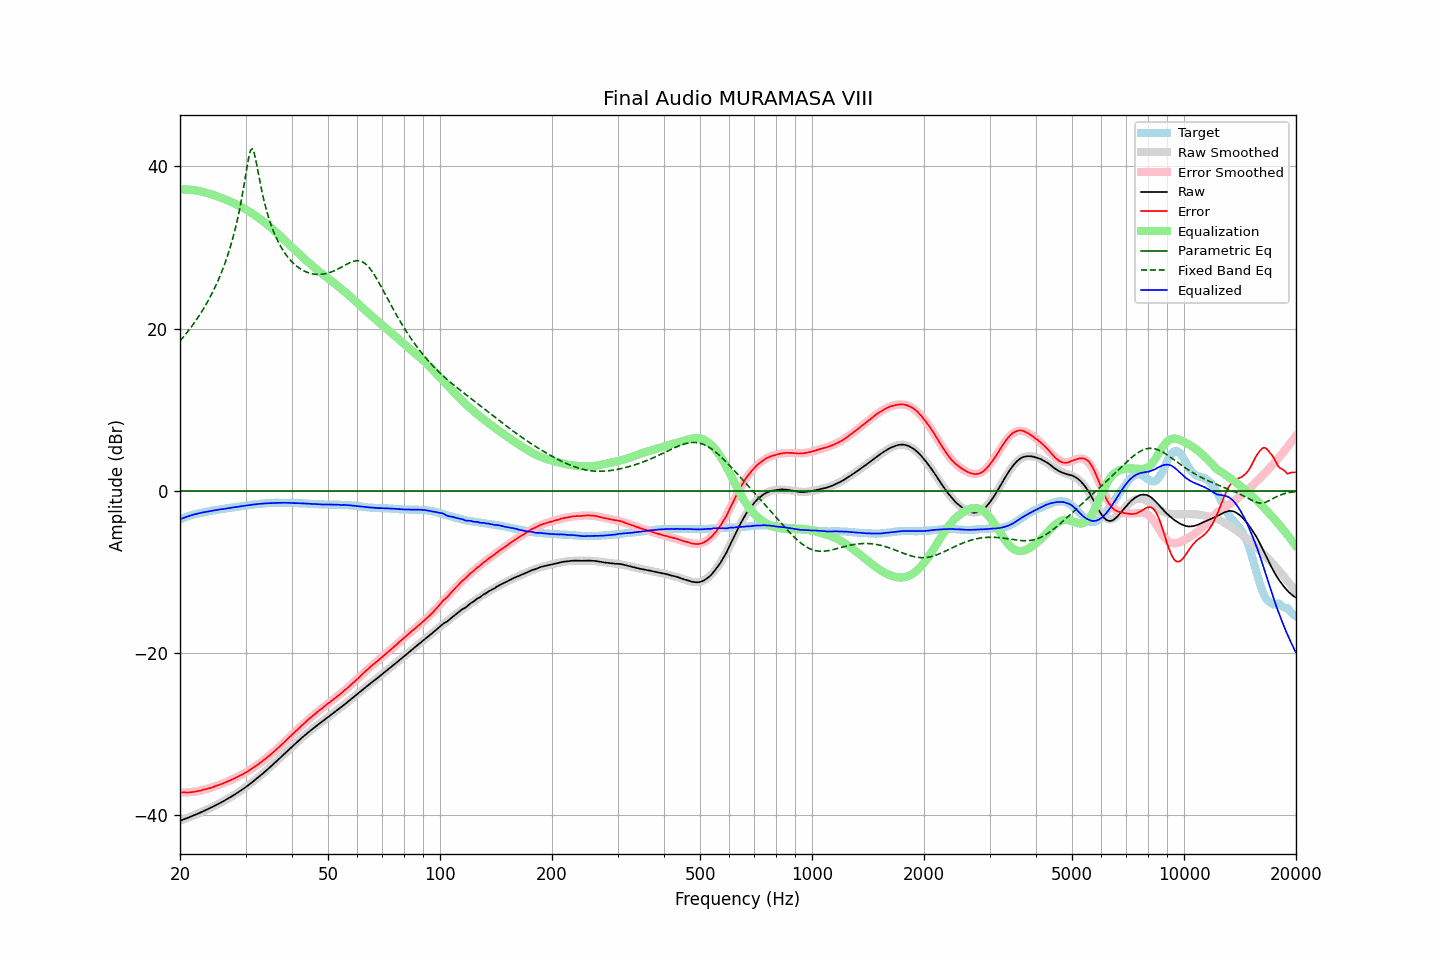 Final Audio MURAMASA VIII
Target
Raw Smoothed
Error Smoothed
Raw
Error
Equalization
Parametric Eq
Fixed Band Eq
Equalized
Amplitude (dBr)
40
20
0
−20
−40
20
50
100
200
500
1000
2000
5000
10000
20000
Frequency (Hz)